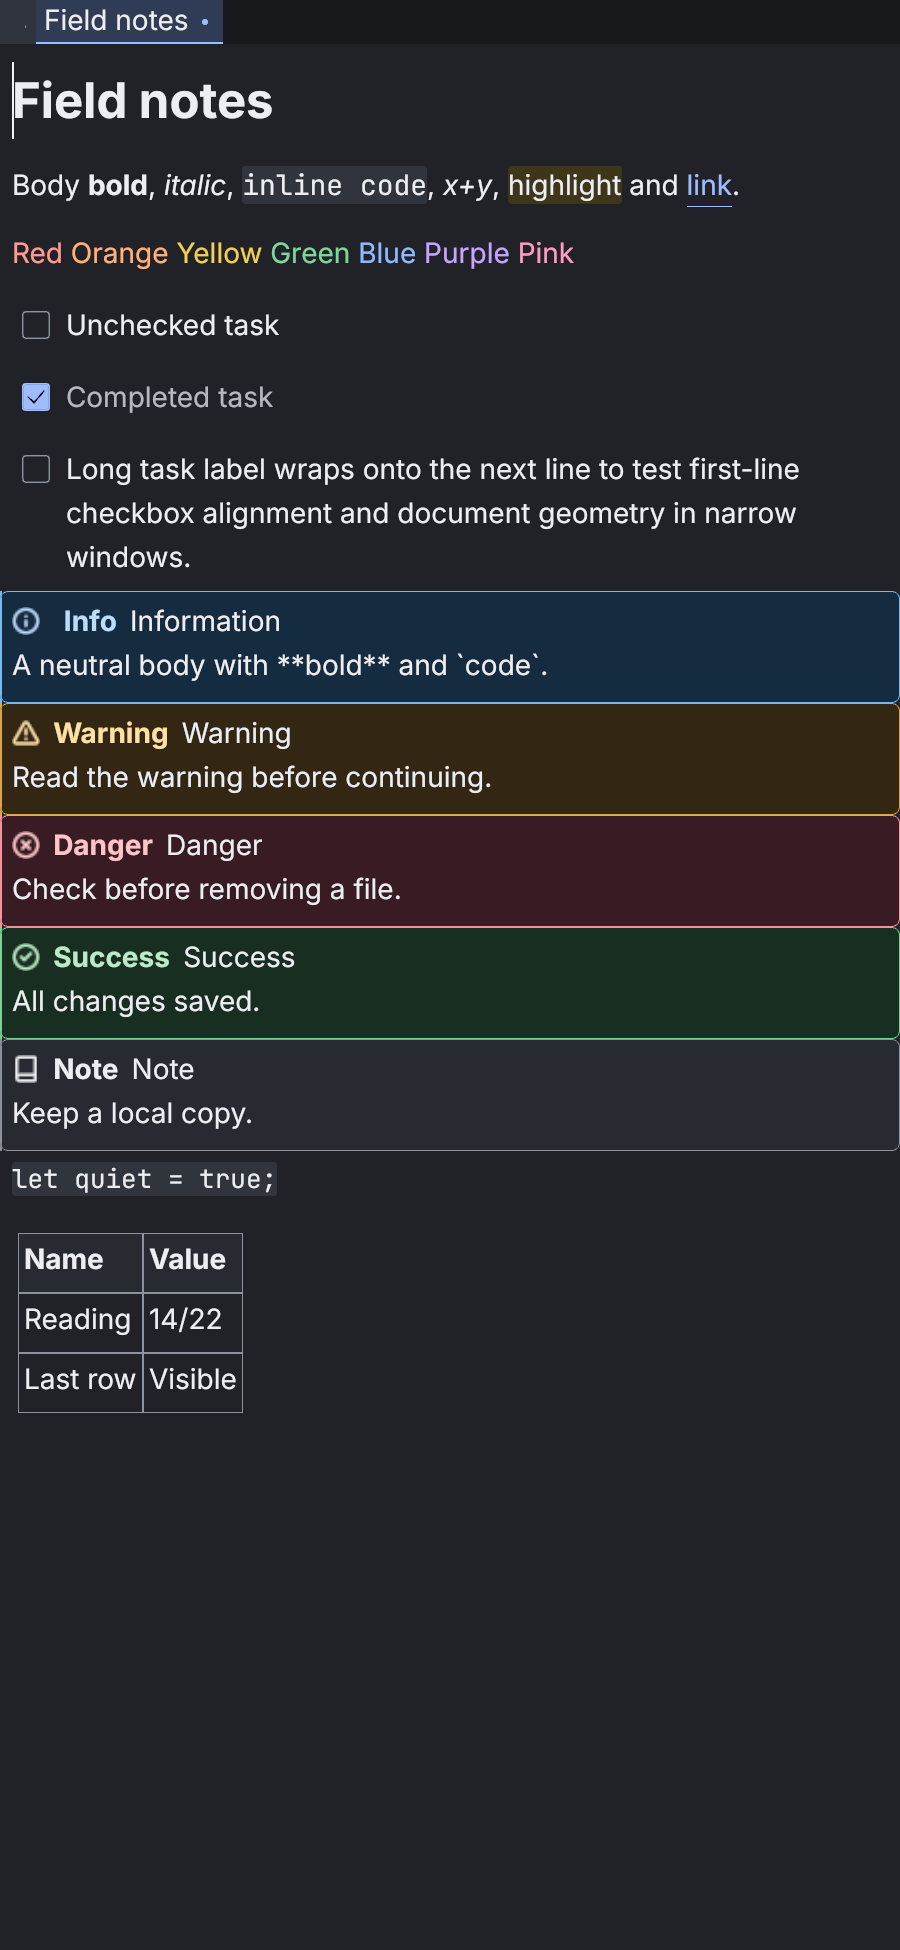 Field notes
Field notes
Body bold, italic, inline code, x+y, highlight and link.
Red Orange Yellow Green Blue Purple Pink
Unchecked task
Completed task
Long task label wraps onto the next line to test first-line
checkbox alignment and document geometry in narrow
windows.
Info Information
A neutral body with **bold** and `code`.
Warning Warning
Read the warning before continuing.
Danger Danger
Check before removing a file.
Success Success
All changes saved.
Note Note
Keep a local copy.
let quiet = true;
Name Value
Reading 14/22
Last row Visible